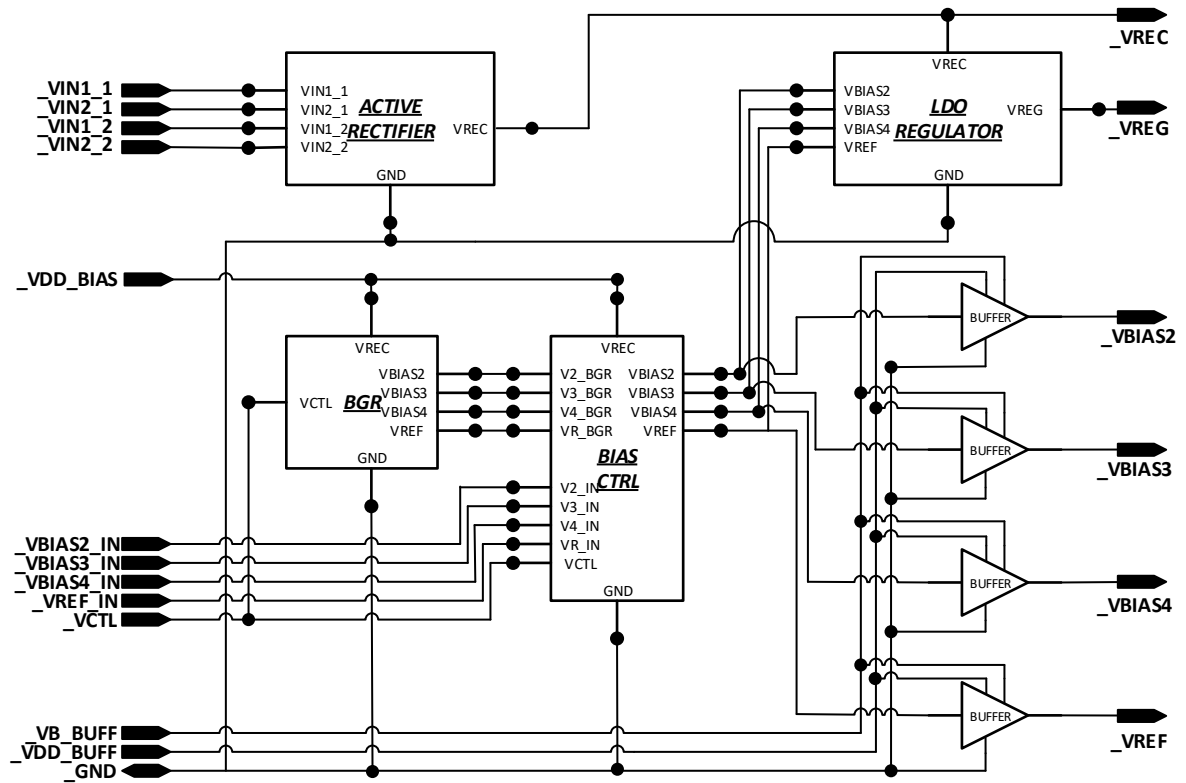 _VREC
VREC
_VIN1_1
_VIN2_1
_VIN1_2
_VIN2_2
VIN1_1
VIN2_1
VIN1_2
VIN2_2
ACTIVE
RECTIFIER
VREC
GND
VBIAS2
VBIAS3
VBIAS4
VREF
LDO
REGULATOR
VREG
GND
_VREG
_VDD_BIAS
VREC
VCTL
BGR
VBIAS2
VBIAS3
VBIAS4
VREF
GND
VREC
V2_BGR
V3_BGR
V4_BGR
VR_BGR
VBIAS2
VBIAS3
VBIAS4
VREF
BIAS
CTRL
V2_IN
V3_IN
V4_IN
VR_IN
VCTL
GND
BUFFER
_VBIAS2
BUFFER
_VBIAS3
BUFFER
_VBIAS4
BUFFER
_VREF
_VBIAS2_IN
_VBIAS3_IN
_VBIAS4_IN
_VREF_IN
_VCTL
_VB_BUFF
_VDD_BUFF
_GND